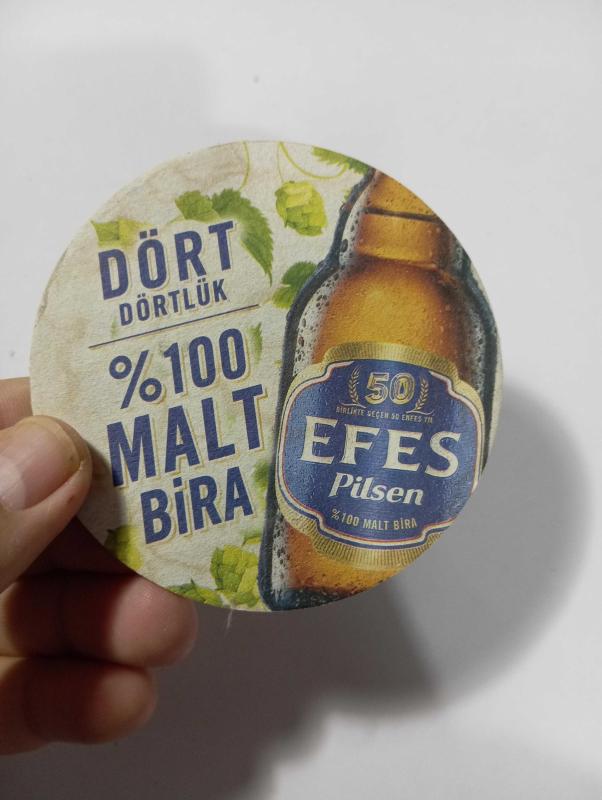 DÖRT
DÖRTLÜK
%100
MALT
BİRA
50
BİRLİKTE GEÇEN 50 ENFES YIL
EFES
Pilsen
%100 MALT BİRA